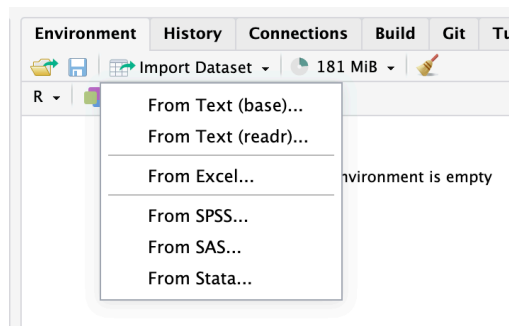 Environment History Connections Build Git Tu
Import Dataset 181 MiB
R
From Text (base)...
From Text (readr)...
From Excel...
nvironment is empty
From SPSS...
From SAS...
From Stata...